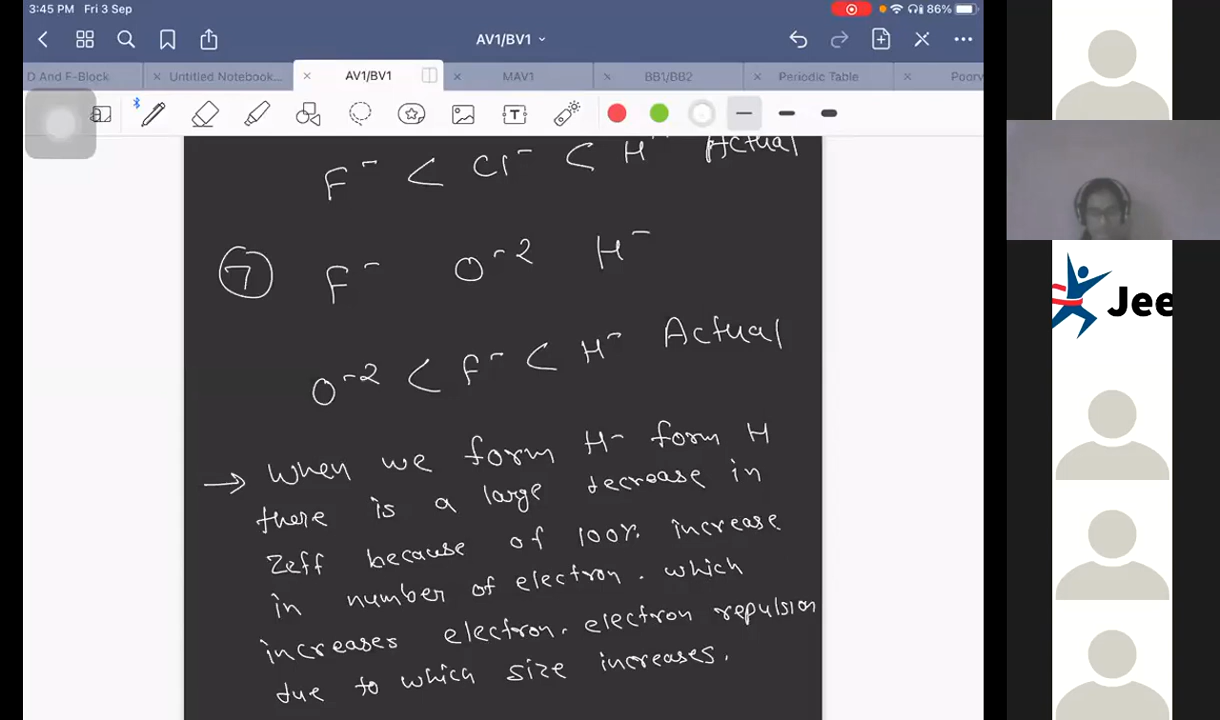 3:45 PM Fri 3 Sep
86%
AV1/BV1
D And F-Block
Untitled Notebook...
AV1/BV1
MAV1
BB1/BB2
Periodic Table
Poorv
F⁻ < Cl⁻ < H⁻ Actual
7 F⁻ O⁻² H⁻
O⁻² < F⁻ < H⁻ Actual
→ When we form H⁻ form H
there is a large decrease in
Zeff because of 100% increase
in number of electron. which
increases electron. electron repulsion
due to which size increases.
Jee